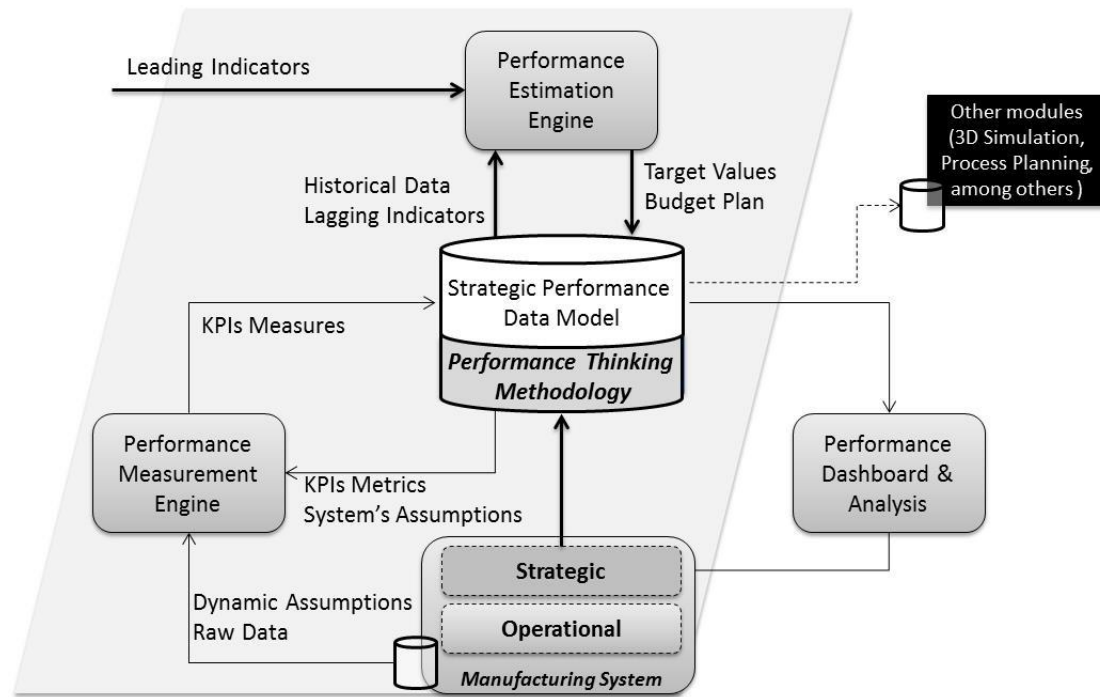 Performance
Estimation
Engine
Leading Indicators
Other modules
(3D Simulation,
Process Planning,
among others )
Historical Data
Lagging Indicators
Target Values
Budget Plan
Strategic Performance
Data Model
Performance Thinking
Methodology
KPIs Measures
Performance
Measurement
Engine
KPIs Metrics
System's Assumptions
Performance
Dashboard &
Analysis
Dynamic Assumptions
Raw Data
Strategic
Operational
Manufacturing System